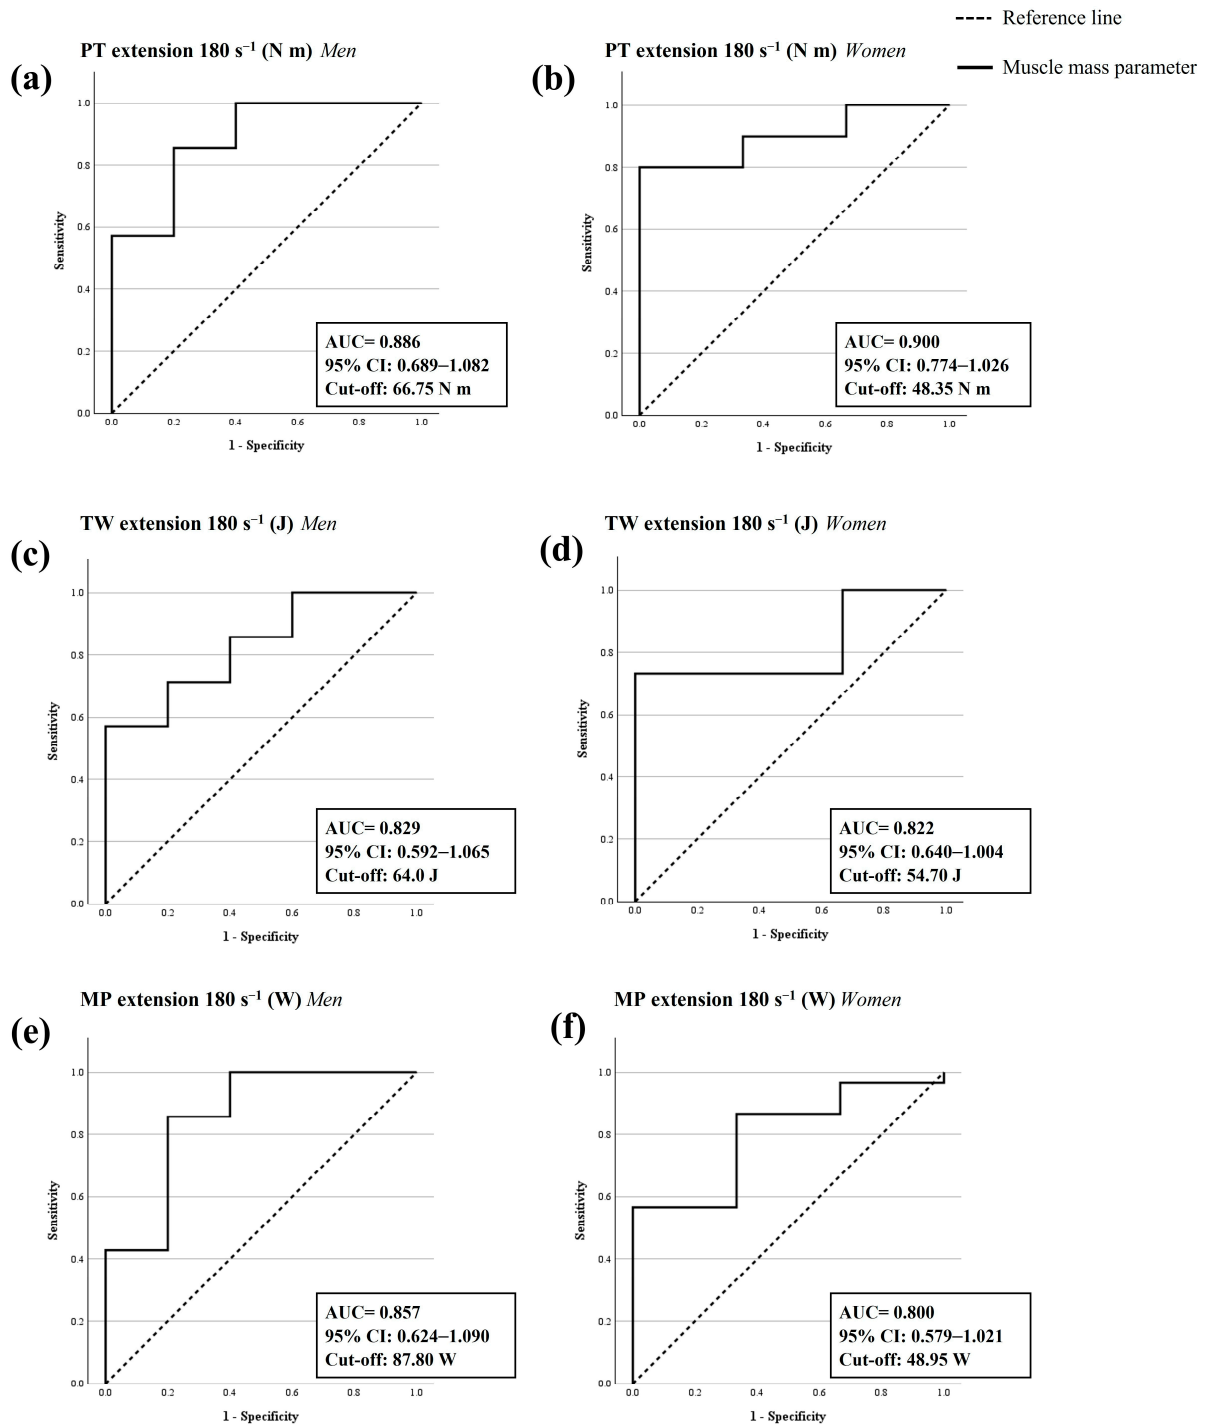 Reference line
Muscle mass parameter
(a)
PT extension 180 s⁻¹ (N m) Men
1.0
0.8
0.6
0.4
0.2
0.0
Sensitivity
0.0 0.2 0.4 0.6 0.8 1.0
1 - Specificity
AUC= 0.886
95% CI: 0.689–1.082
Cut-off: 66.75 N m
(b)
PT extension 180 s⁻¹ (N m) Women
1.0
0.8
0.6
0.4
0.2
0.0
Sensitivity
0.0 0.2 0.4 0.6 0.8 1.0
1 - Specificity
AUC= 0.900
95% CI: 0.774–1.026
Cut-off: 48.35 N m
(c)
TW extension 180 s⁻¹ (J) Men
1.0
0.8
0.6
0.4
0.2
0.0
Sensitivity
0.0 0.2 0.4 0.6 0.8 1.0
1 - Specificity
AUC= 0.829
95% CI: 0.592–1.065
Cut-off: 64.0 J
(d)
TW extension 180 s⁻¹ (J) Women
1.0
0.8
0.6
0.4
0.2
0.0
Sensitivity
0.0 0.2 0.4 0.6 0.8 1.0
1 - Specificity
AUC= 0.822
95% CI: 0.640–1.004
Cut-off: 54.70 J
(e)
MP extension 180 s⁻¹ (W) Men
1.0
0.8
0.6
0.4
0.2
0.0
Sensitivity
0.0 0.2 0.4 0.6 0.8 1.0
1 - Specificity
AUC= 0.857
95% CI: 0.624–1.090
Cut-off: 87.80 W
(f)
MP extension 180 s⁻¹ (W) Women
1.0
0.8
0.6
0.4
0.2
0.0
Sensitivity
0.0 0.2 0.4 0.6 0.8 1.0
1 - Specificity
AUC= 0.800
95% CI: 0.579–1.021
Cut-off: 48.95 W